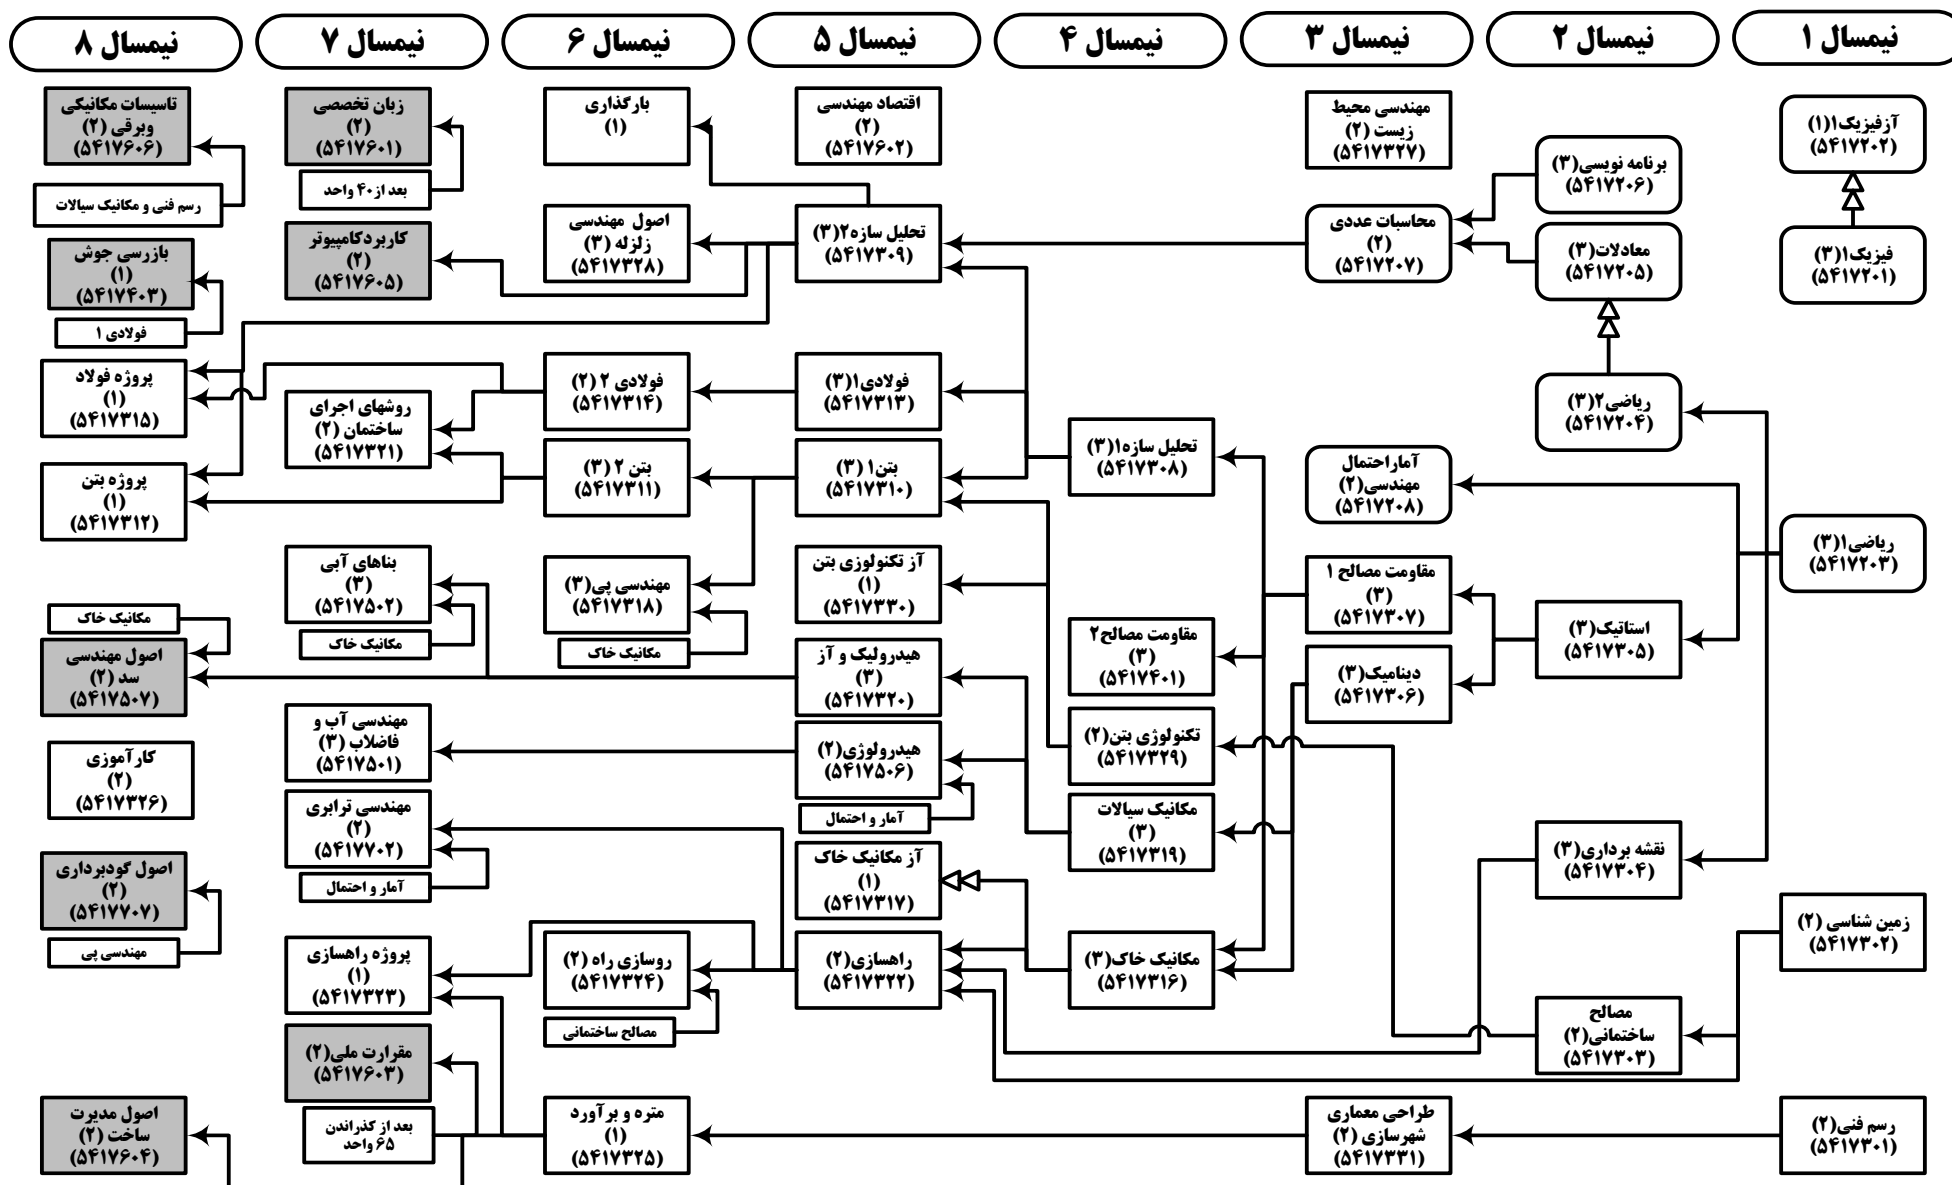 نیمسال ۱
نیمسال ۲
نیمسال ۳
نیمسال ۴
نیمسال ۵
نیمسال ۶
نیمسال ۷
نیمسال ۸
آزفیزیک۱(۱)
(۵۴۱۷۲۰۲)
فیزیک۱(۳)
(۵۴۱۷۲۰۱)
ریاضی۱(۳)
(۵۴۱۷۲۰۳)
زمین شناسی (۲)
(۵۴۱۷۳۰۲)
رسم فنی(۲)
(۵۴۱۷۳۰۱)
برنامه نویسی(۳)
(۵۴۱۷۲۰۶)
معادلات(۳)
(۵۴۱۷۲۰۵)
ریاضی۲(۳)
(۵۴۱۷۲۰۴)
استاتیک(۳)
(۵۴۱۷۳۰۵)
نقشه برداری(۳)
(۵۴۱۷۳۰۴)
مصالح
ساختمانی(۲)
(۵۴۱۷۳۰۳)
مهندسی محیط
زیست (۲)
(۵۴۱۷۳۲۷)
محاسبات عددی
(۲)
(۵۴۱۷۲۰۷)
آماراحتمال
مهندسی(۲)
(۵۴۱۷۲۰۸)
مقاومت مصالح ۱
(۳)
(۵۴۱۷۳۰۷)
دینامیک(۳)
(۵۴۱۷۳۰۶)
طراحی معماری
شهرسازی (۲)
(۵۴۱۷۳۳۱)
تحلیل سازه۱(۳)
(۵۴۱۷۳۰۸)
مقاومت مصالح۲
(۳)
(۵۴۱۷۴۰۱)
تکنولوژی بتن(۲)
(۵۴۱۷۳۲۹)
مکانیک سیالات
(۳)
(۵۴۱۷۳۱۹)
مکانیک خاک(۳)
(۵۴۱۷۳۱۶)
اقتصاد مهندسی
(۲)
(۵۴۱۷۶۰۲)
تحلیل سازه۲(۳)
(۵۴۱۷۳۰۹)
فولادی۱(۳)
(۵۴۱۷۳۱۳)
بتن۱ (۳)
(۵۴۱۷۳۱۰)
آز تکنولوزی بتن
(۱)
(۵۴۱۷۳۳۰)
هیدرولیک و آز
(۳)
(۵۴۱۷۳۲۰)
هیدرولوژی(۲)
(۵۴۱۷۵۰۶)
آمار و احتمال
آز مکانیک خاک
(۱)
(۵۴۱۷۳۱۷)
راهسازی(۲)
(۵۴۱۷۳۲۲)
بارگذاری
(۱)
اصول مهندسی
زلزله (۳)
(۵۴۱۷۳۲۸)
فولادی ۲ (۲)
(۵۴۱۷۳۱۴)
بتن ۲ (۳)
(۵۴۱۷۳۱۱)
مهندسی پی(۳)
(۵۴۱۷۳۱۸)
مکانیک خاک
روسازی راه (۲)
(۵۴۱۷۳۲۴)
مصالح ساختمانی
متره و برآورد
(۱)
(۵۴۱۷۳۲۵)
زبان تخصصی
(۲)
(۵۴۱۷۶۰۱)
بعد از۴۰ واحد
کاربردکامپیوتر
(۲)
(۵۴۱۷۶۰۵)
روشهای اجرای
ساختمان (۲)
(۵۴۱۷۳۲۱)
بناهای آبی
(۳)
(۵۴۱۷۵۰۲)
مکانیک خاک
مهندسی آب و
فاضلاب (۳)
(۵۴۱۷۵۰۱)
مهندسی ترابری
(۲)
(۵۴۱۷۷۰۲)
آمار و احتمال
پروژه راهسازی
(۱)
(۵۴۱۷۳۲۳)
مقرارت ملی(۲)
(۵۴۱۷۶۰۳)
بعد از کذراندن
۶۵ واحد
تاسیسات مکانیکی
وبرقی (۲)
(۵۴۱۷۶۰۶)
رسم فنی و مکانیک سیالات
بازرسی جوش
(۱)
(۵۴۱۷۴۰۳)
فولادی ۱
پروژه فولاد
(۱)
(۵۴۱۷۳۱۵)
پروژه بتن
(۱)
(۵۴۱۷۳۱۲)
مکانیک خاک
اصول مهندسی
سد (۲)
(۵۴۱۷۵۰۷)
کارآموزی
(۲)
(۵۴۱۷۳۲۶)
اصول گودبرداری
(۲)
(۵۴۱۷۷۰۷)
مهندسی پی
اصول مدیرت
ساخت (۲)
(۵۴۱۷۶۰۴)